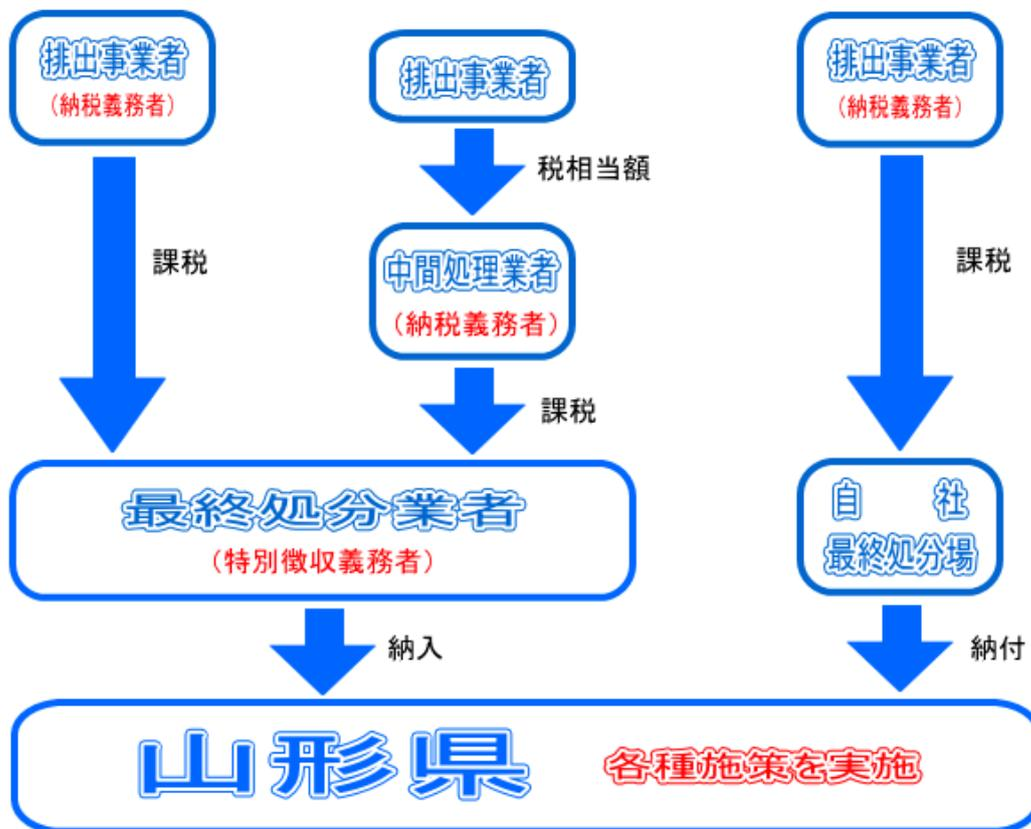 排出事業者
（納税義務者）
排出事業者
排出事業者
（納税義務者）
税相当額
課税
中間処理業者
（納税義務者）
課税
課税
最終処分業者
（特別徴収義務者）
自　社
最終処分場
納入
納付
山形県
各種施策を実施